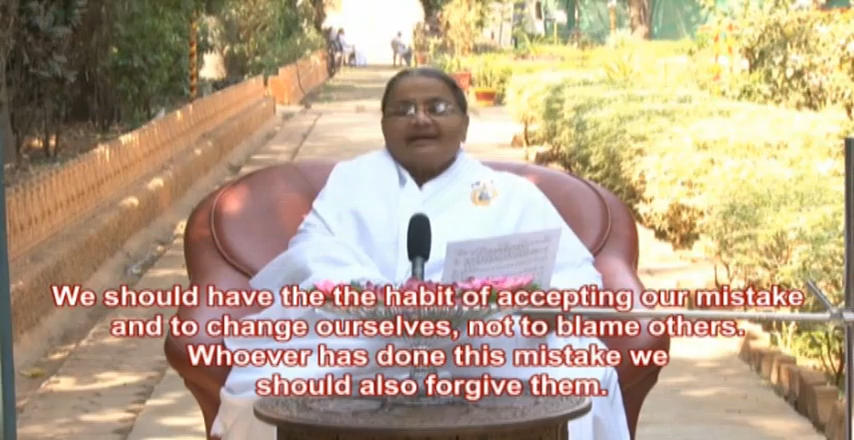 We should have the the habit of accepting our mistake
and to change ourselves, not to blame others.
Whoever has done this mistake we
should also forgive them.